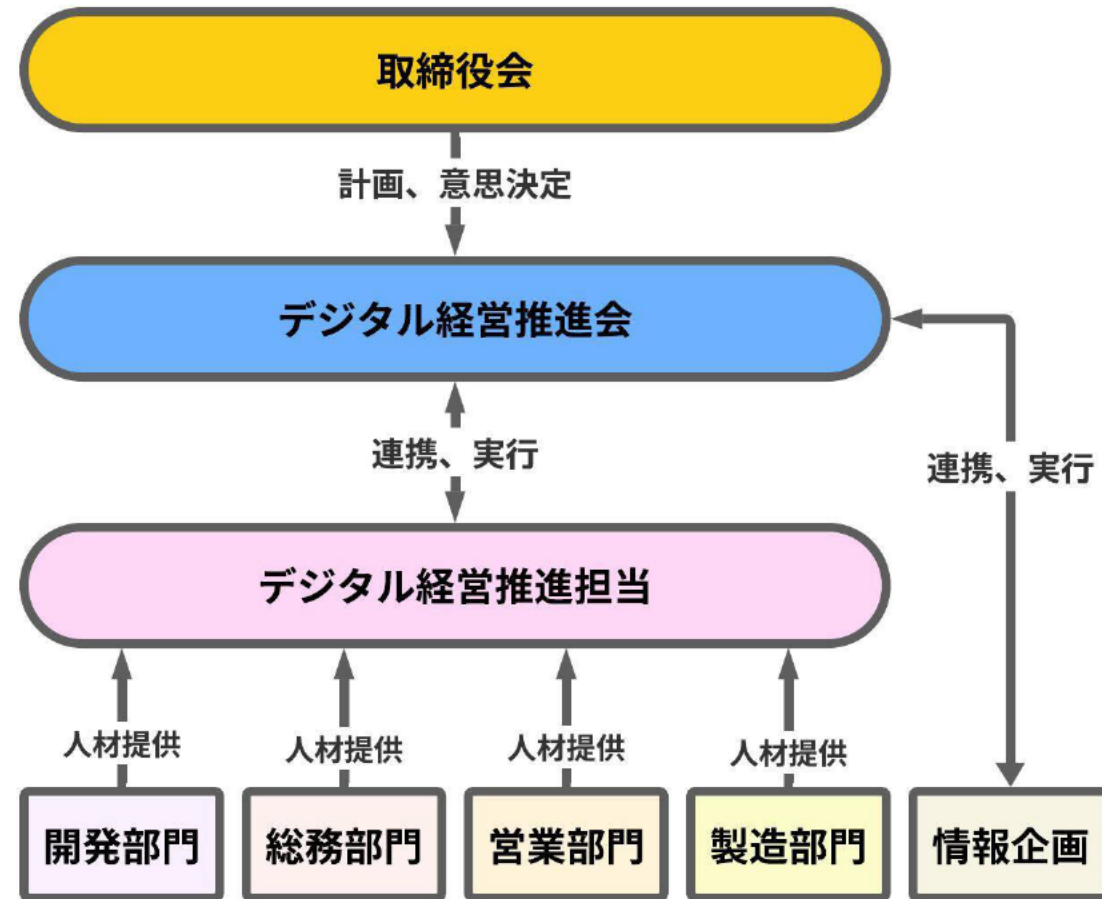 取締役会
計画、意思決定
デジタル経営推進会
連携、実行
連携、実行
デジタル経営推進担当
人材提供
人材提供
人材提供
人材提供
開発部門
総務部門
営業部門
製造部門
情報企画